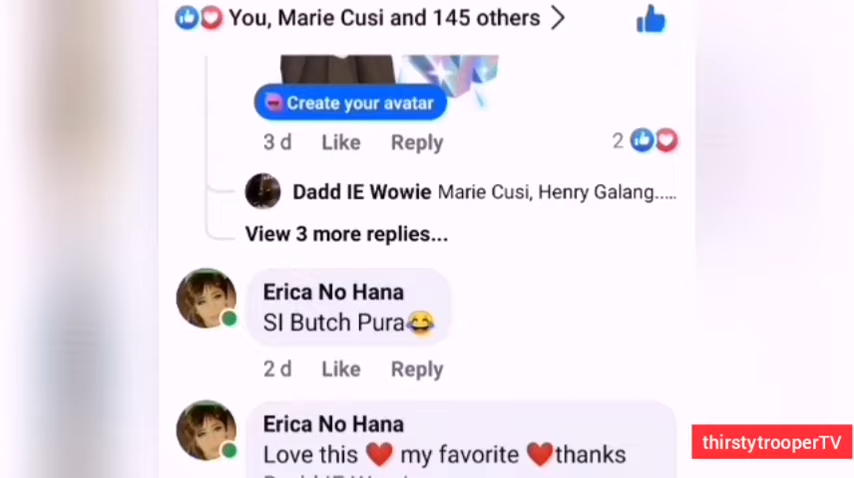 You, Marie Cusi and 145 others
Create your avatar
3 d Like Reply 2
Dadd IE Wowie Marie Cusi, Henry Galang.....
View 3 more replies...
Erica No Hana
SI Butch Pura😂
2 d Like Reply
Erica No Hana
Love this ❤️ my favorite ❤️thanks
thirstytrooperTV